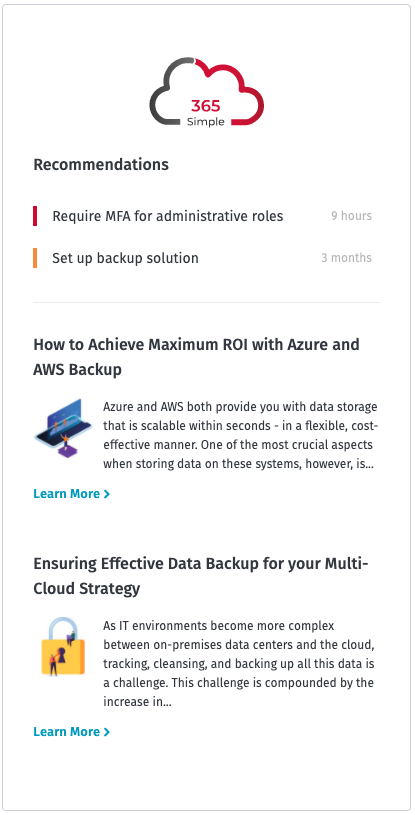 365
Simple
Recommendations
Require MFA for administrative roles 9 hours
Set up backup solution 3 months
How to Achieve Maximum ROI with Azure and
AWS Backup
Azure and AWS both provide you with data storage
that is scalable within seconds - in a flexible, cost-
effective manner. One of the most crucial aspects
when storing data on these systems, however, is...
Learn More >
Ensuring Effective Data Backup for your Multi-
Cloud Strategy
As IT environments become more complex
between on-premises data centers and the cloud,
tracking, cleansing, and backing up all this data is
a challenge. This challenge is compounded by the
increase in...
Learn More >